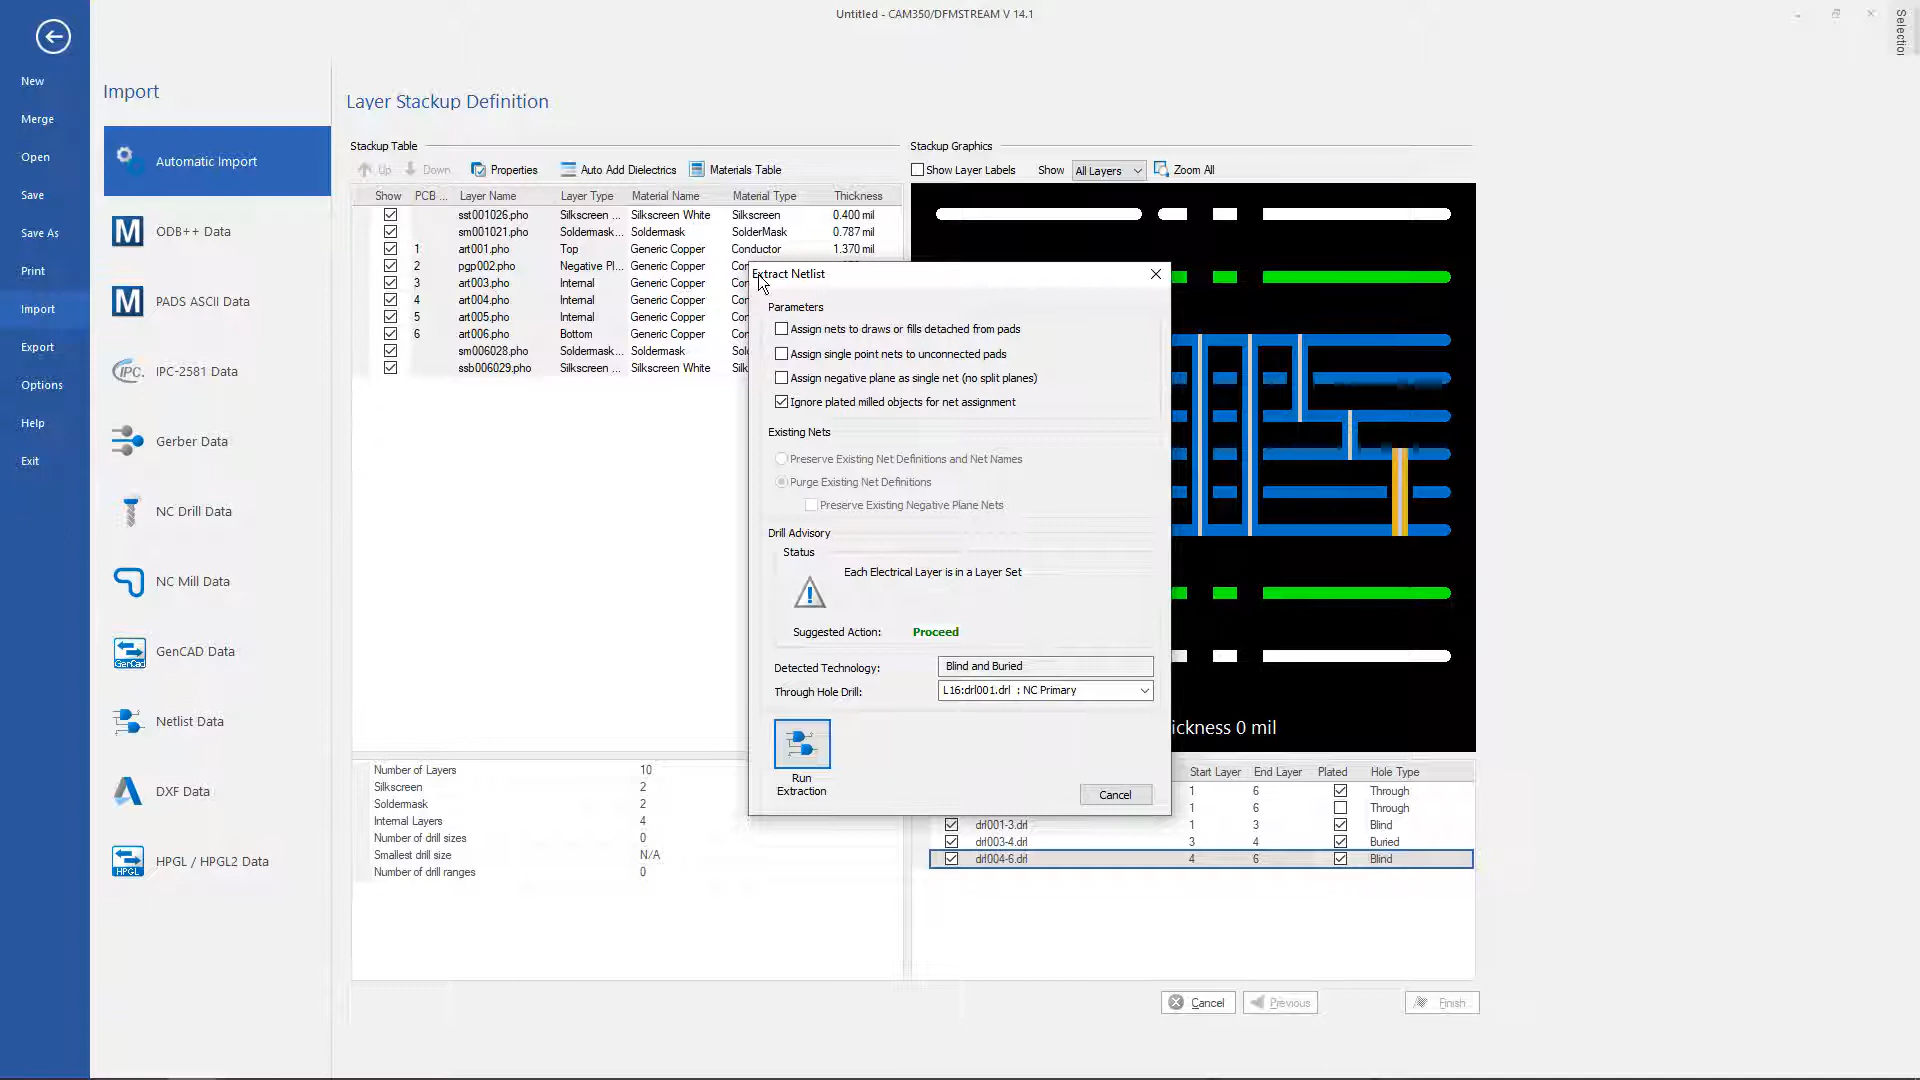 Untitled - CAM350/DFMSTREAM V 14.1
Selection
New
Merge
Open
Save
Save As
Print
Import
Export
Options
Help
Exit
Import
Automatic Import
ODB++ Data
PADS ASCII Data
IPC-2581 Data
Gerber Data
NC Drill Data
NC Mill Data
GenCAD Data
Netlist Data
DXF Data
HPGL / HPGL2 Data
Layer Stackup Definition
Stackup Table
Up Down Properties Auto Add Dielectrics Materials Table
Show PCB ... Layer Name Layer Type Material Name Material Type Thickness
sst001026.pho Silkscreen ... Silkscreen White Silkscreen 0.400 mil
sm001021.pho Soldermask... Soldermask SolderMask 0.787 mil
1 art001.pho Top Generic Copper Conductor 1.370 mil
2 pgp002.pho Negative Pl... Generic Copper
3 art003.pho Internal Generic Copper
4 art004.pho Internal Generic Copper
5 art005.pho Internal Generic Copper
6 art006.pho Bottom Generic Copper
sm006028.pho Soldermask... Soldermask
ssb006029.pho Silkscreen ... Silkscreen White
Number of Layers 10
Silkscreen 2
Soldermask 2
Internal Layers 4
Number of drill sizes 0
Smallest drill size N/A
Number of drill ranges 0
Stackup Graphics
Show Layer Labels Show All Layers Zoom All
ickness 0 mil
Extract Netlist
Parameters
Assign nets to draws or fills detached from pads
Assign single point nets to unconnected pads
Assign negative plane as single net (no split planes)
Ignore plated milled objects for net assignment
Existing Nets
Preserve Existing Net Definitions and Net Names
Purge Existing Net Definitions
Preserve Existing Negative Plane Nets
Drill Advisory
Status
Each Electrical Layer is in a Layer Set
Suggested Action: Proceed
Detected Technology: Blind and Buried
Through Hole Drill: L16:drl001.drl : NC Primary
Run
Extraction
Cancel
Start Layer End Layer Plated Hole Type
1 6 Through
1 6 Through
drl001-3.drl 1 3 Blind
drl003-4.drl 3 4 Buried
drl004-6.drl 4 6 Blind
Cancel Previous Finish